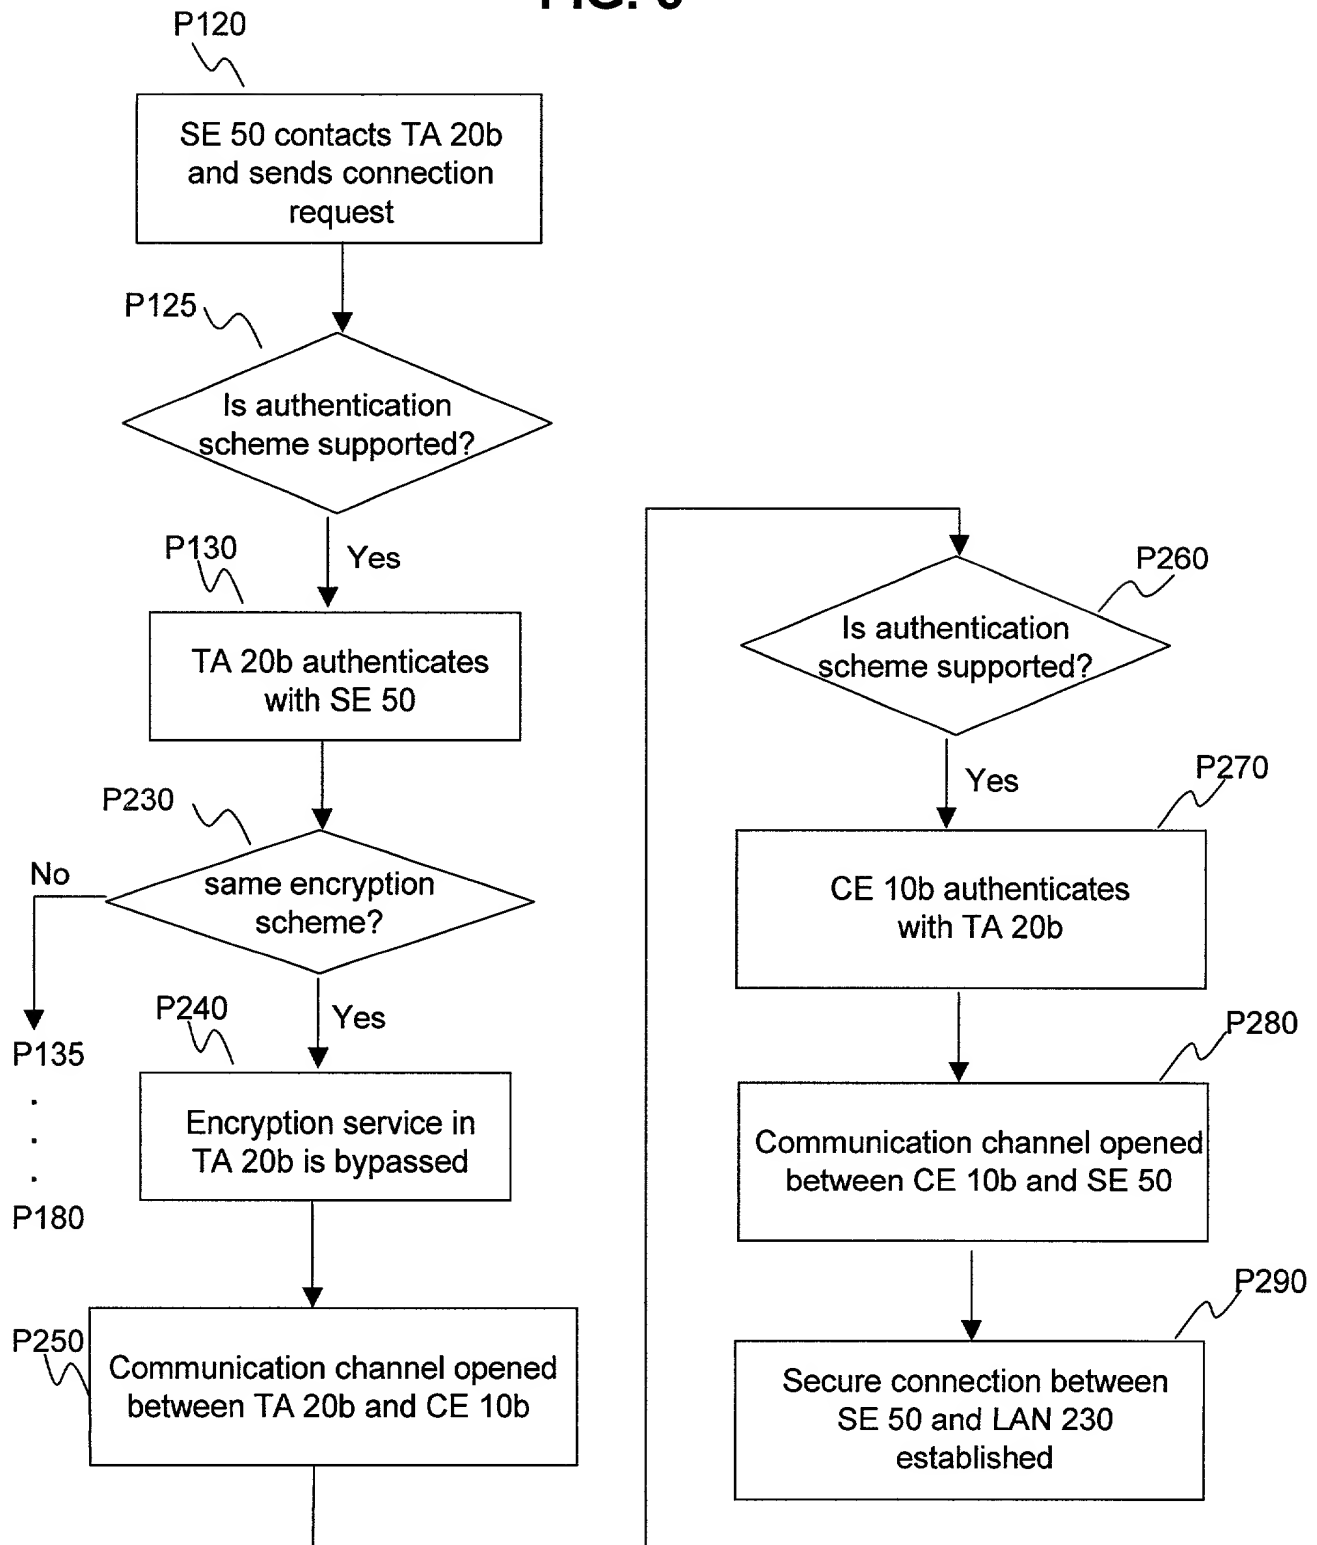 P120
SE 50 contacts TA 20b
and sends connection
request
P125
Is authentication
scheme supported?
Yes
P130
TA 20b authenticates
with SE 50
P230
same encryption
scheme?
No
P135
.
.
.
P180
Yes
P240
Encryption service in
TA 20b is bypassed
P250
Communication channel opened
between TA 20b and CE 10b
P260
Is authentication
scheme supported?
Yes
P270
CE 10b authenticates
with TA 20b
P280
Communication channel opened
between CE 10b and SE 50
P290
Secure connection between
SE 50 and LAN 230
established